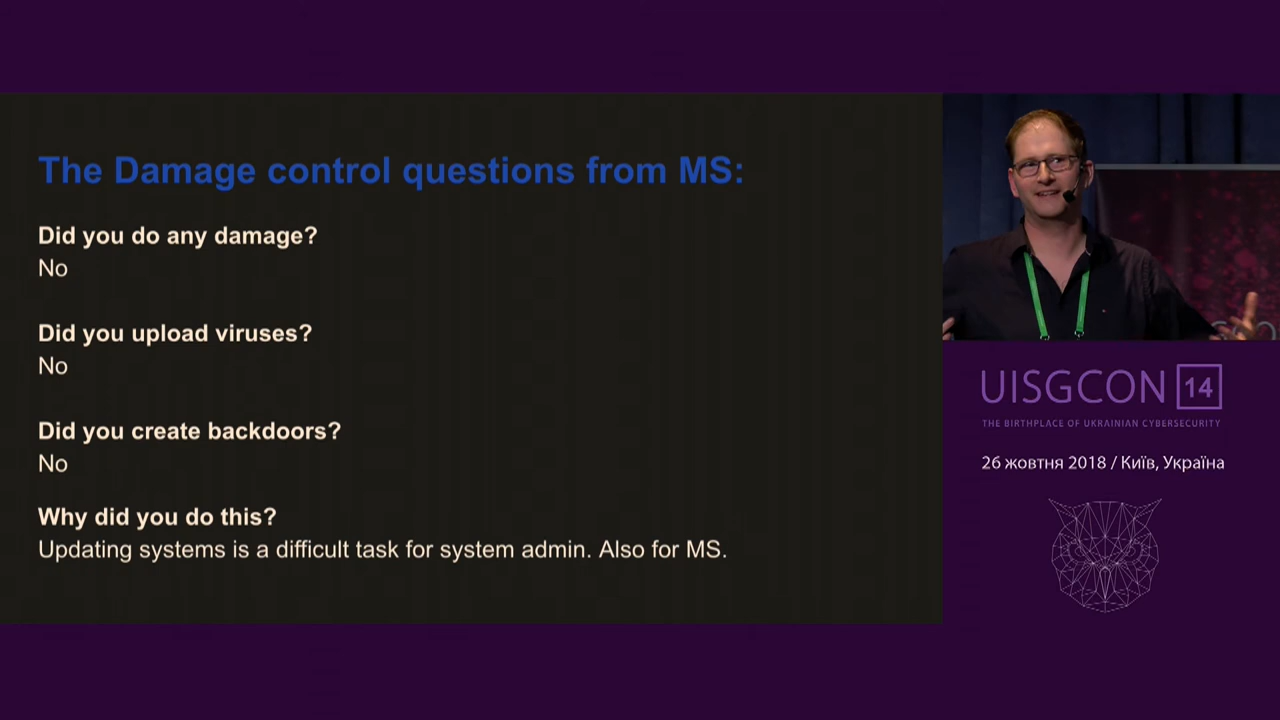 The Damage control questions from MS:
Did you do any damage?
No
Did you upload viruses?
No
Did you create backdoors?
No
Why did you do this?
Updating systems is a difficult task for system admin. Also for MS.
UISGCON 14
THE BIRTHPLACE OF UKRAINIAN CYBERSECURITY
26 жовтня 2018 / Київ, Україна